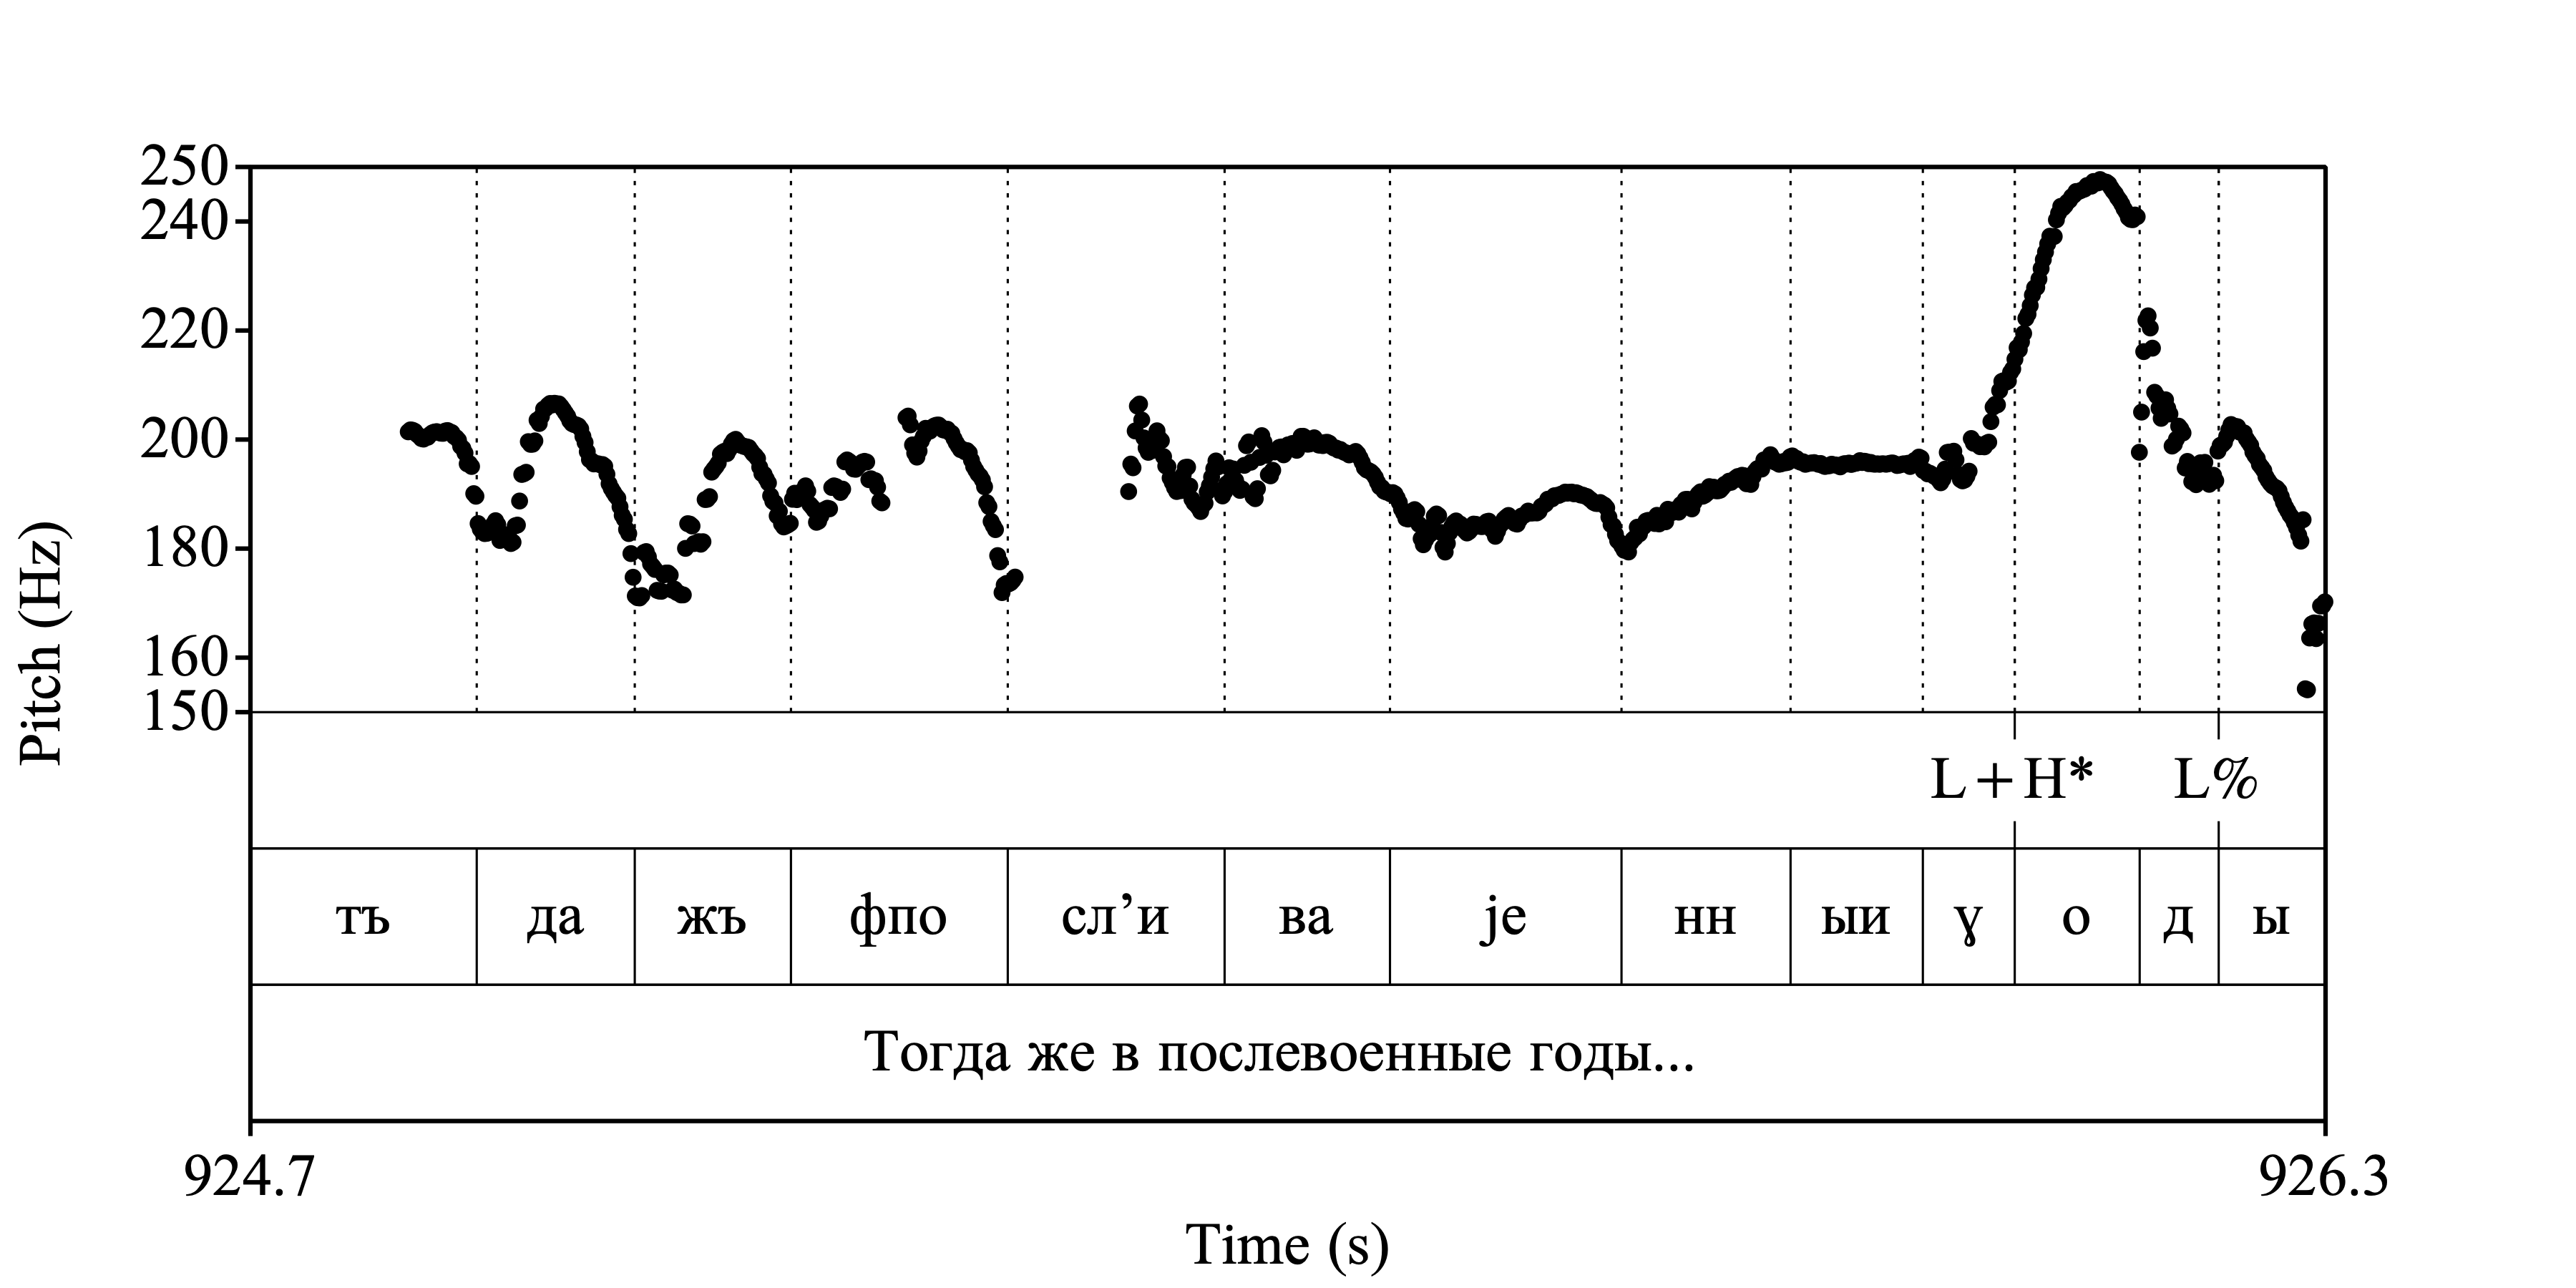 250
240
220
200
180
160
150
Pitch (Hz)
L+H* L%
тъ да жъ фпо сл’и ва је нн ыи ɣ о д ы
Тогда же в послевоенные годы...
924.7 926.3
Time (s)